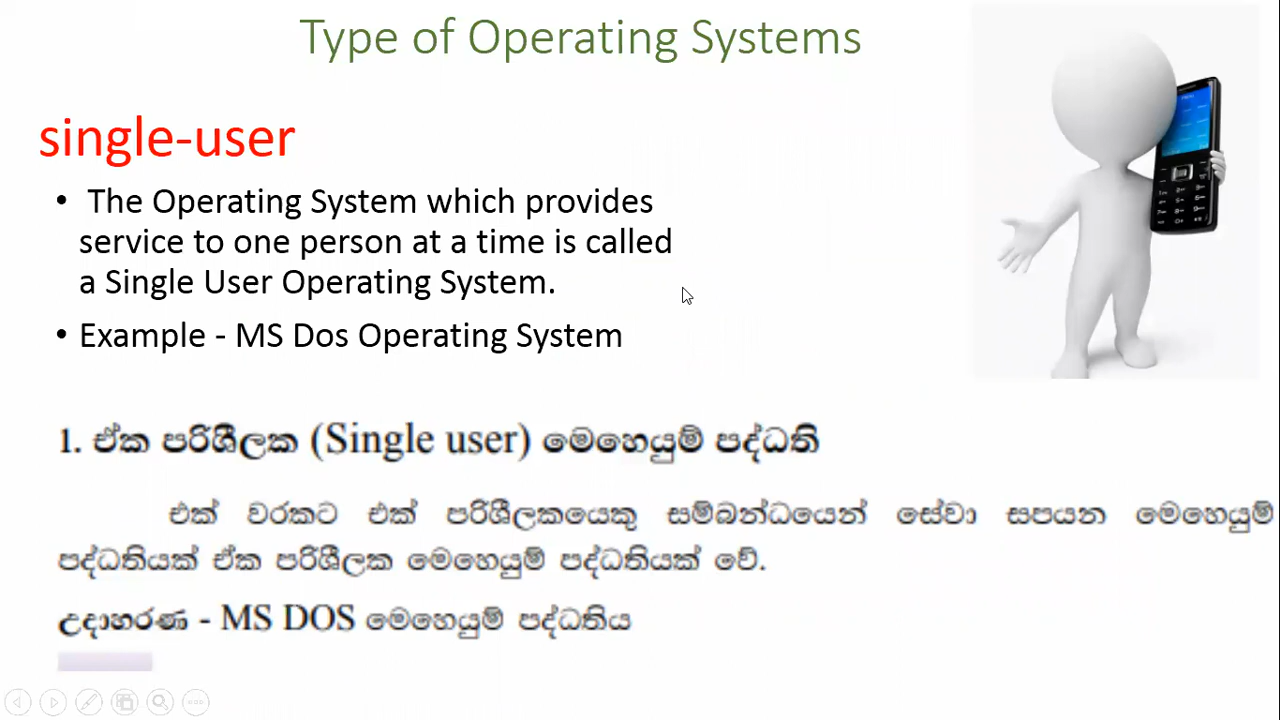 Type of Operating Systems
single-user
• The Operating System which provides
service to one person at a time is called
a Single User Operating System.
• Example - MS Dos Operating System
1. ඒක පරිශීලක (Single user) මෙහෙයුම් පද්ධති
එක් වරකට එක් පරිශීලකයෙකු සම්බන්ධයෙන් සේවා සපයන මෙහෙයුම්
පද්ධතියක් ඒක පරිශීලක මෙහෙයුම් පද්ධතියක් වේ.
උදාහරණ - MS DOS මෙහෙයුම් පද්ධතිය